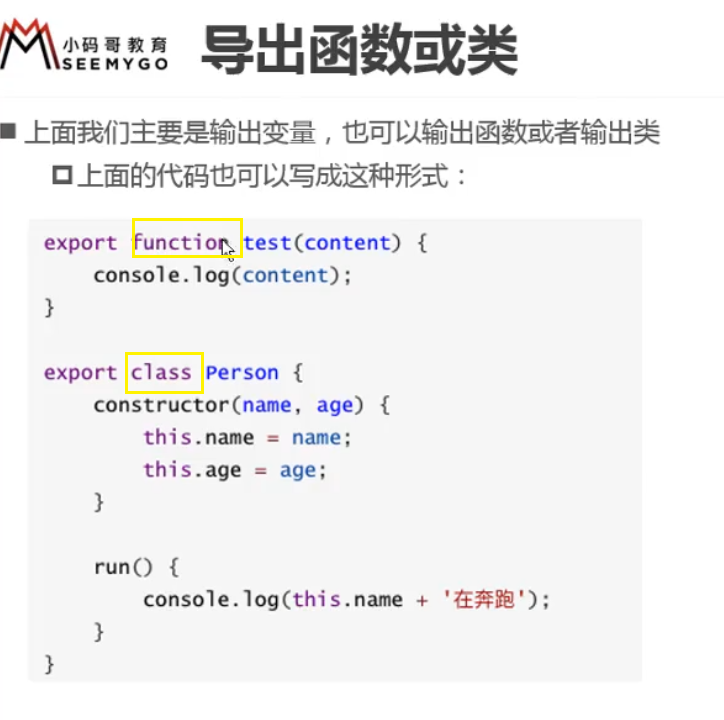 小码哥教育
SEEMYGO
导出函数或类
上面我们主要是输出变量，也可以输出函数或者输出类
上面的代码也可以写成这种形式：
export function test(content) {
    console.log(content);
}
export class Person {
    constructor(name, age) {
        this.name = name;
        this.age = age;
    }
    run() {
        console.log(this.name + '在奔跑');
    }
}